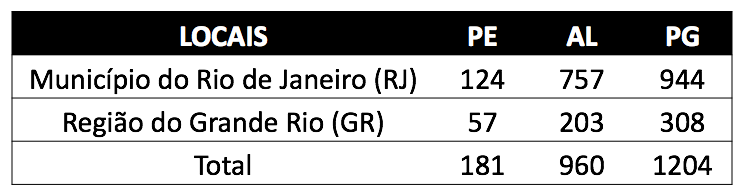 LOCAIS PE AL PG
Município do Rio de Janeiro (RJ) 124 757 944
Região do Grande Rio (GR) 57 203 308
Total 181 960 1204